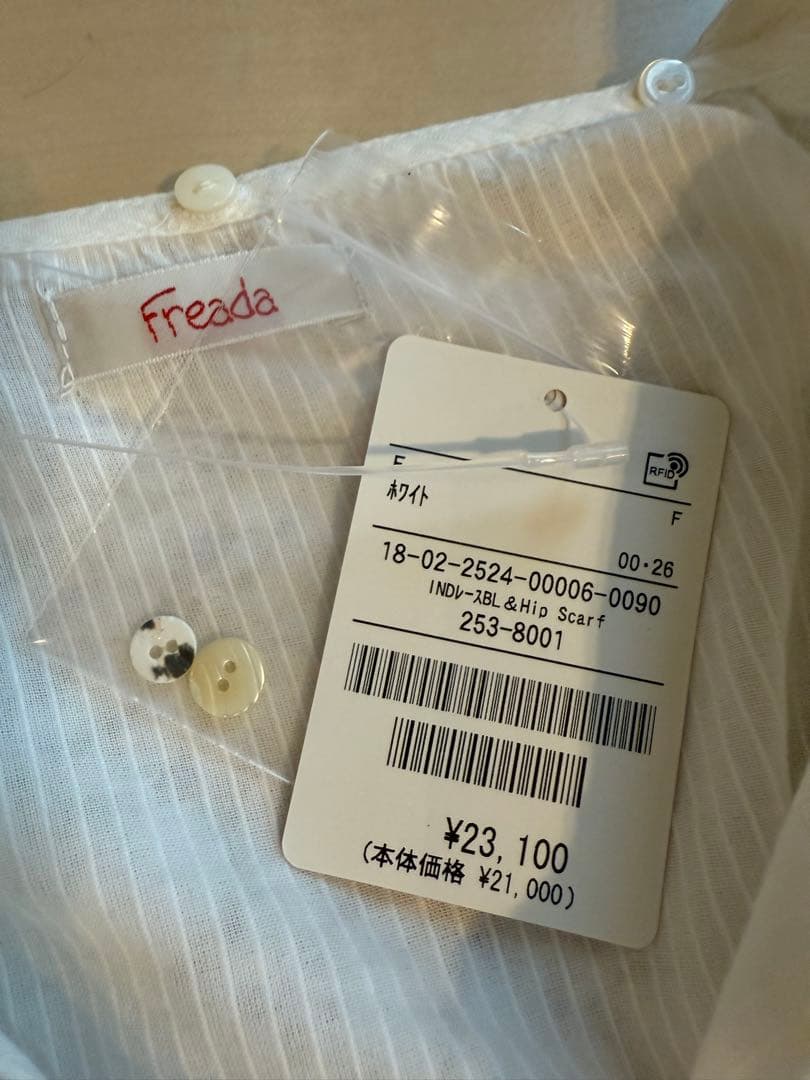 Freada
RFID
F
ホワイト
F
00・26
18-02-2524-00006-0090
INDﾚｰｽBL＆Hip Scarf
253-8001
¥23,100
(本体価格 ¥21,000)